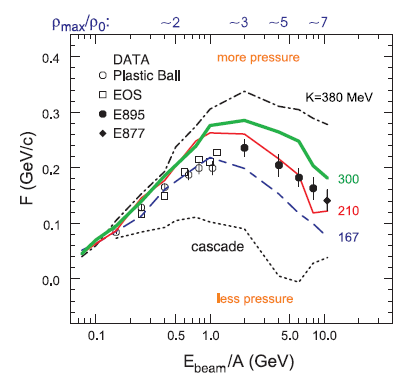 ρmax/ρ0: ~2 ~3 ~5 ~7
DATA
Plastic Ball
EOS
E895
E877
more pressure
K=380 MeV
300
210
167
cascade
less pressure
F (GeV/c)
0.4
0.3
0.2
0.1
0.0
0.1 0.5 1.0 5.0 10.0
Ebeam/A (GeV)